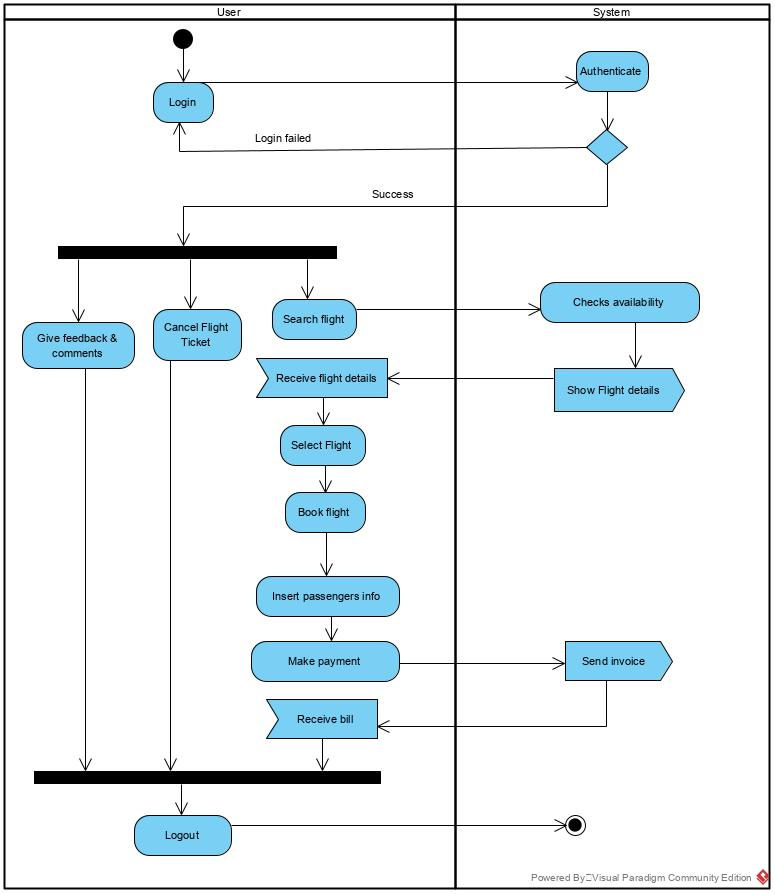 User
System
Authenticate
Login
Login failed
Success
Search flight
Checks availability
Give feedback &
comments
Cancel Flight
Ticket
Receive flight details
Show Flight details
Select Flight
Book flight
Insert passengers info
Make payment
Send invoice
Receive bill
Logout
Powered By Visual Paradigm Community Edition